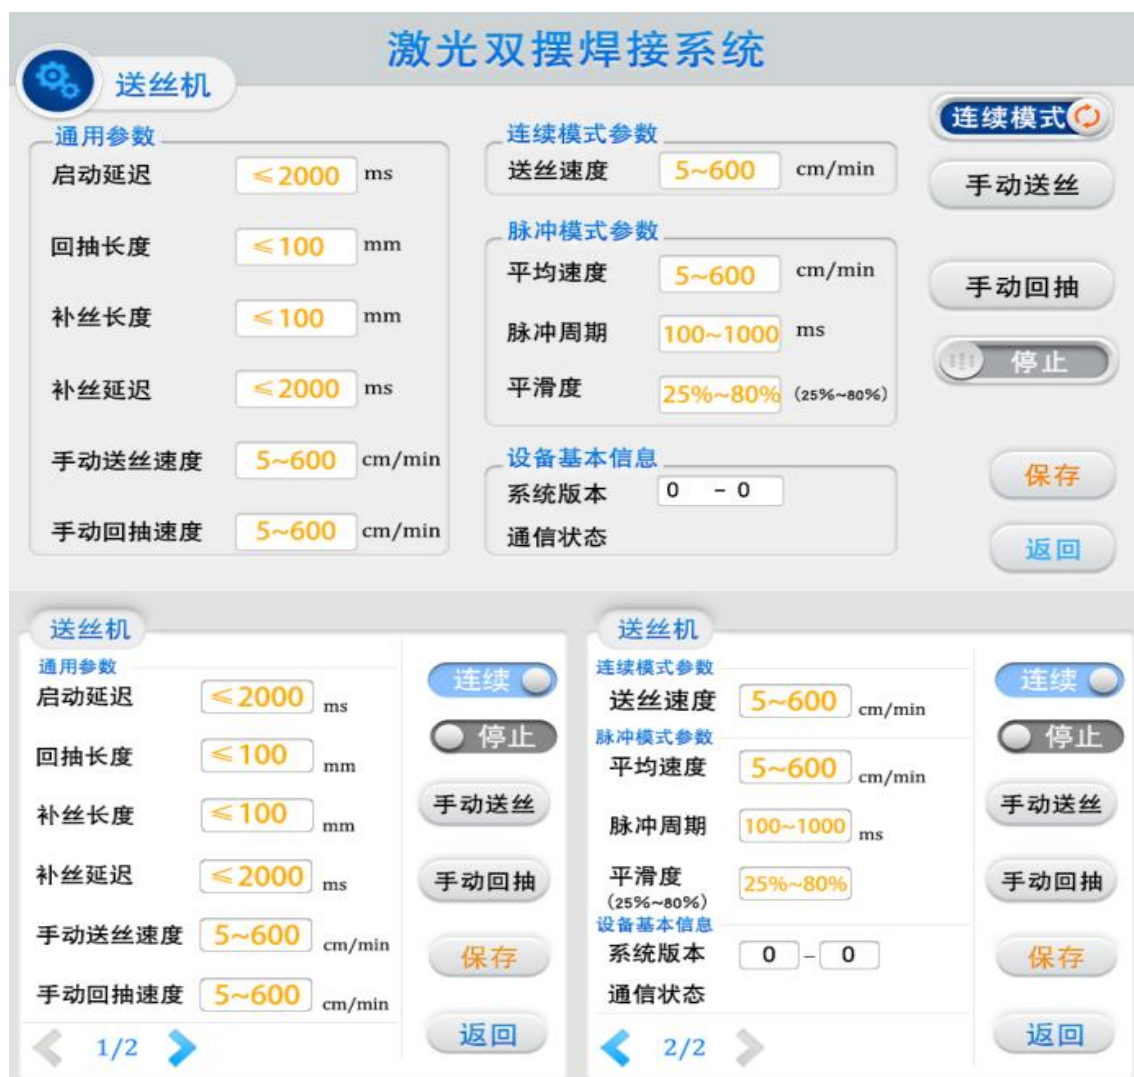 激光双摆焊接系统
送丝机
通用参数
启动延迟 ≤2000 ms
回抽长度 ≤100 mm
补丝长度 ≤100 mm
补丝延迟 ≤2000 ms
手动送丝速度 5~600 cm/min
手动回抽速度 5~600 cm/min
连续模式参数
送丝速度 5~600 cm/min
脉冲模式参数
平均速度 5~600 cm/min
脉冲周期 100~1000 ms
平滑度 25%~80% (25%~80%)
设备基本信息
系统版本 0 - 0
通信状态
连续模式
手动送丝
手动回抽
停止
保存
返回
送丝机
通用参数
启动延迟 ≤2000 ms
回抽长度 ≤100 mm
补丝长度 ≤100 mm
补丝延迟 ≤2000 ms
手动送丝速度 5~600 cm/min
手动回抽速度 5~600 cm/min
1/2
连续
停止
手动送丝
手动回抽
保存
返回
送丝机
连续模式参数
送丝速度 5~600 cm/min
脉冲模式参数
平均速度 5~600 cm/min
脉冲周期 100~1000 ms
平滑度 25%~80%
(25%~80%)
设备基本信息
系统版本 0 - 0
通信状态
2/2
连续
停止
手动送丝
手动回抽
保存
返回